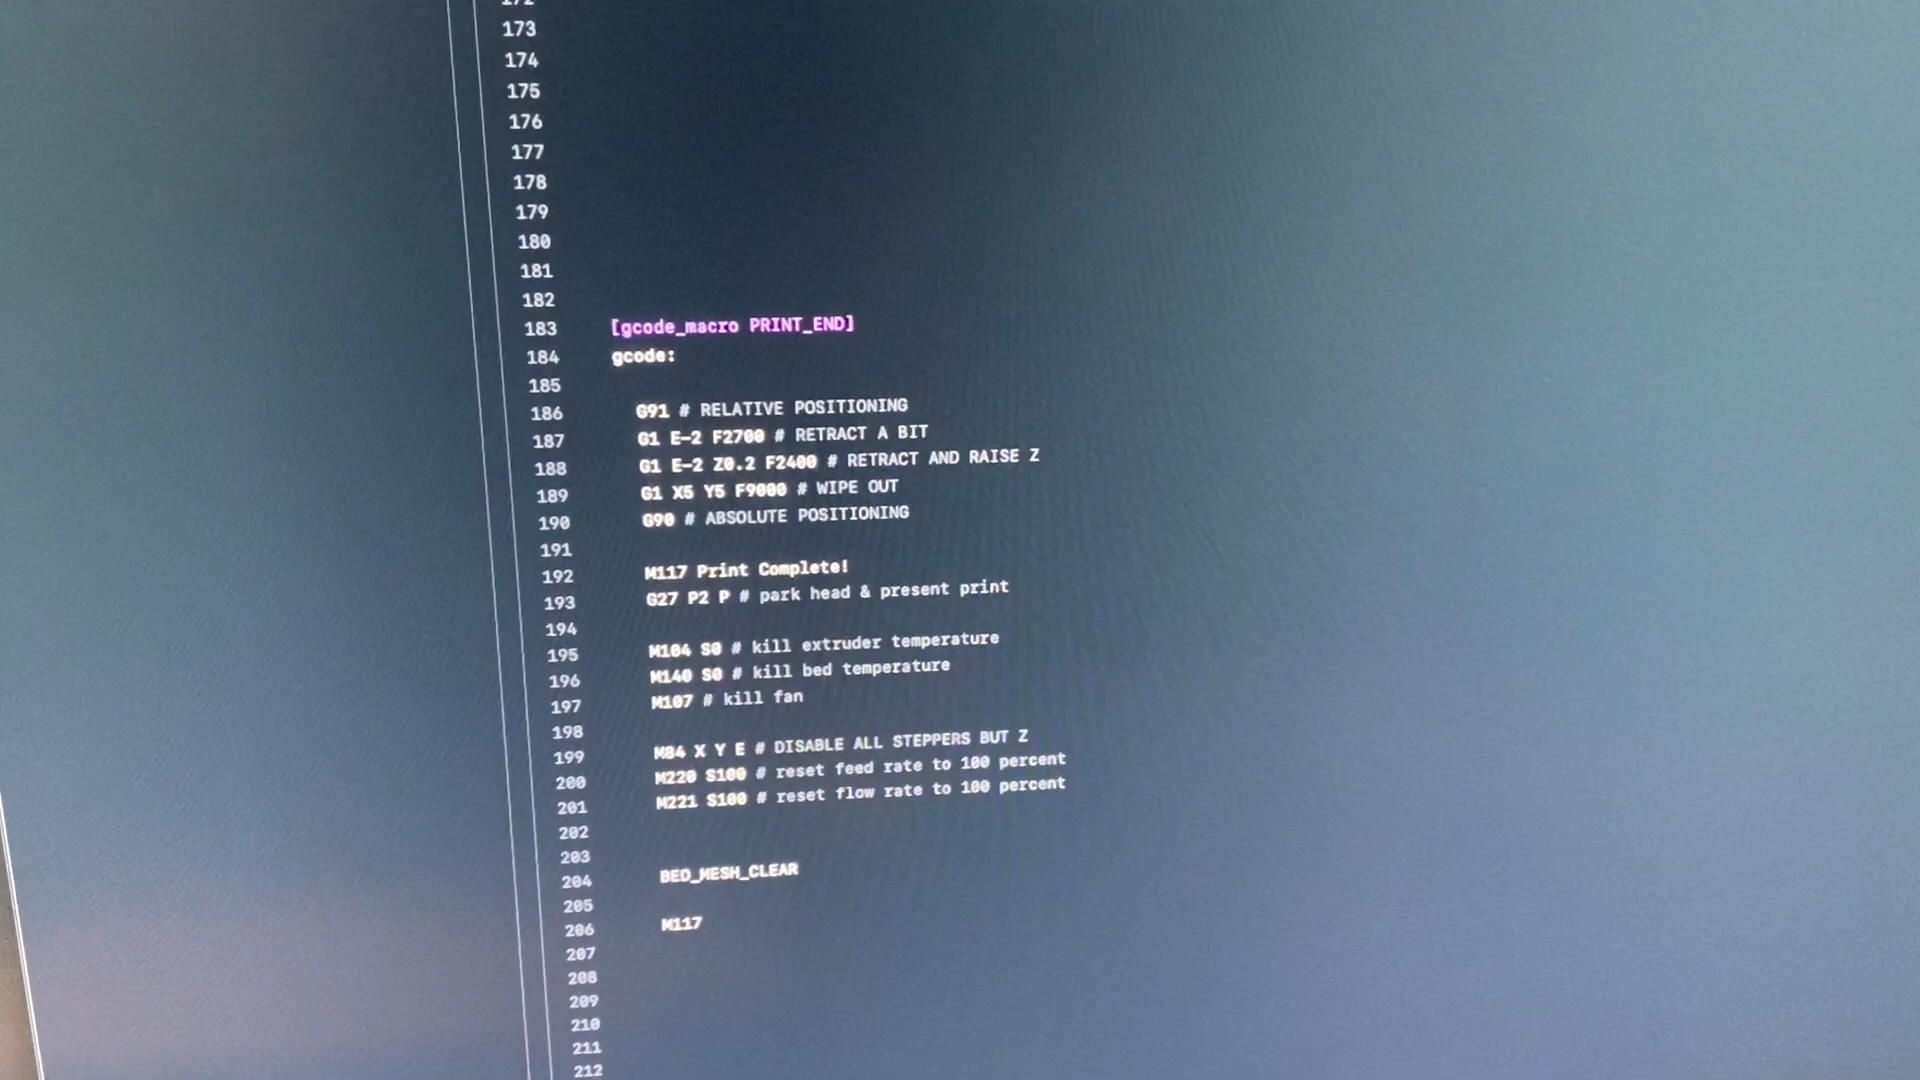 172
173
174
175
176
177
178
179
180
181
182
183 [gcode_macro PRINT_END]
184 gcode:
185
186 G91 # RELATIVE POSITIONING
187 G1 E-2 F2700 # RETRACT A BIT
188 G1 E-2 Z0.2 F2400 # RETRACT AND RAISE Z
189 G1 X5 Y5 F9000 # WIPE OUT
190 G90 # ABSOLUTE POSITIONING
191
192 M117 Print Complete!
193 G27 P2 P # park head & present print
194
195 M104 S0 # kill extruder temperature
196 M140 S0 # kill bed temperature
197 M107 # kill fan
198
199 M84 X Y E # DISABLE ALL STEPPERS BUT Z
200 M220 S100 # reset feed rate to 100 percent
201 M221 S100 # reset flow rate to 100 percent
202
203
204 BED_MESH_CLEAR
205
206 M117
207
208
209
210
211
212